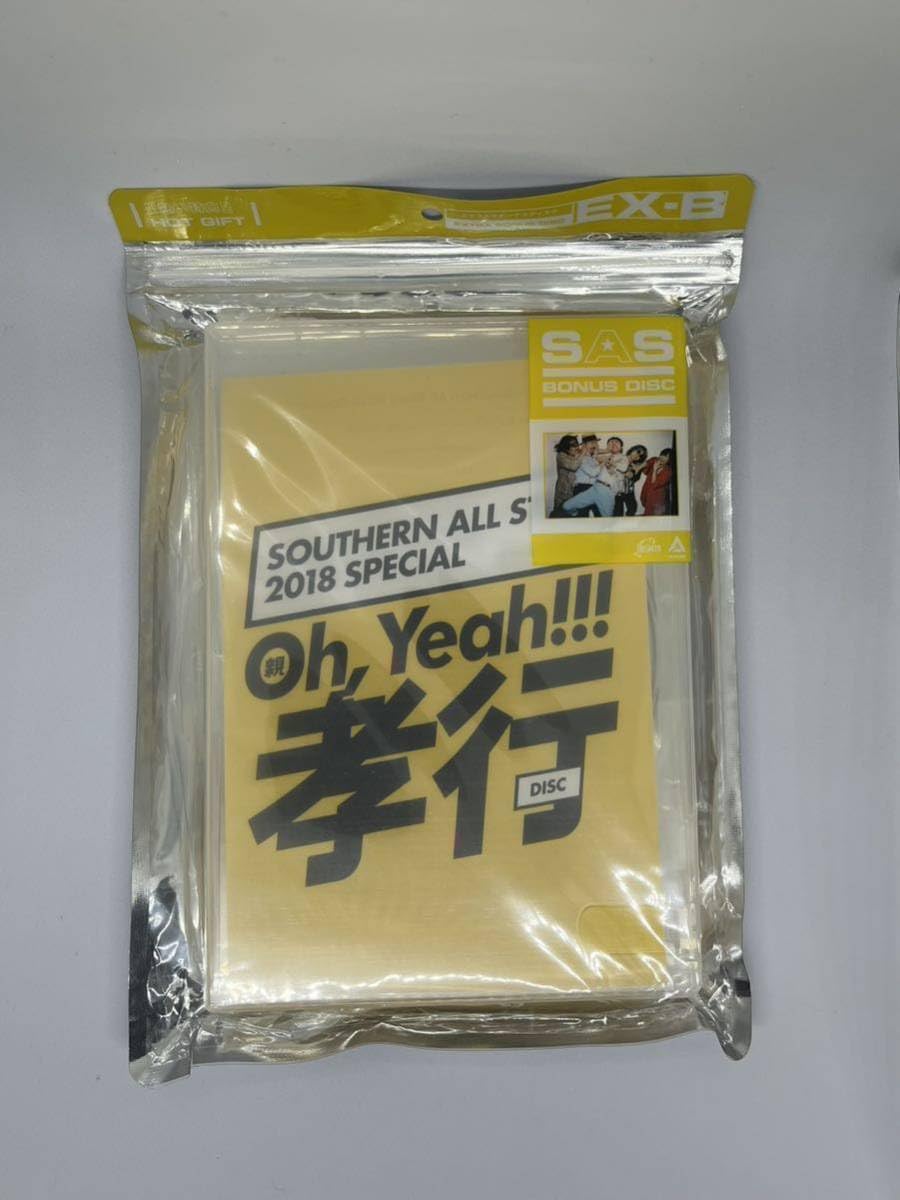 HOT GIFT
EX-B
SAS
BONUS DISC
SOUTHERN ALL ST
2018 SPECIAL
Oh, Yeah!!!
親
孝行
DISC